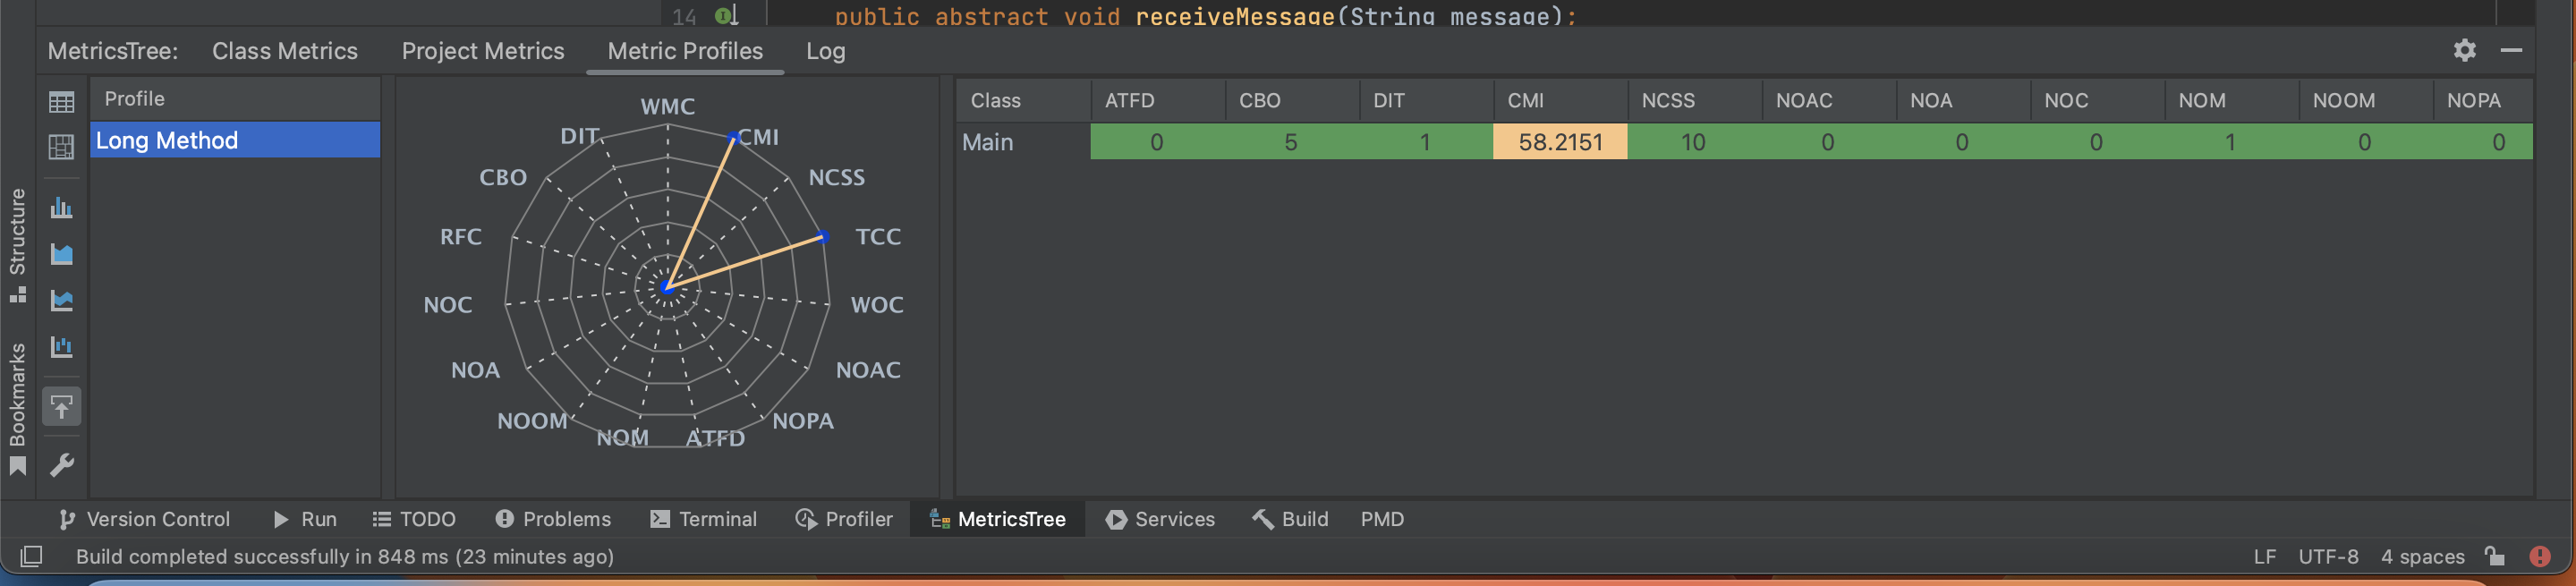 14 public abstract void receiveMessage(String message);
MetricsTree: Class Metrics Project Metrics Metric Profiles Log
Profile
Long Method
WMC
CMI
NCSS
TCC
WOC
NOAC
NOPA
ATFD
NOM
NOOM
NOA
NOC
RFC
CBO
DIT
Class ATFD CBO DIT CMI NCSS NOAC NOA NOC NOM NOOM NOPA
Main 0 5 1 58.2151 10 0 0 0 1 0 0
Structure
Bookmarks
Version Control Run TODO Problems Terminal Profiler MetricsTree Services Build PMD
Build completed successfully in 848 ms (23 minutes ago) LF UTF-8 4 spaces